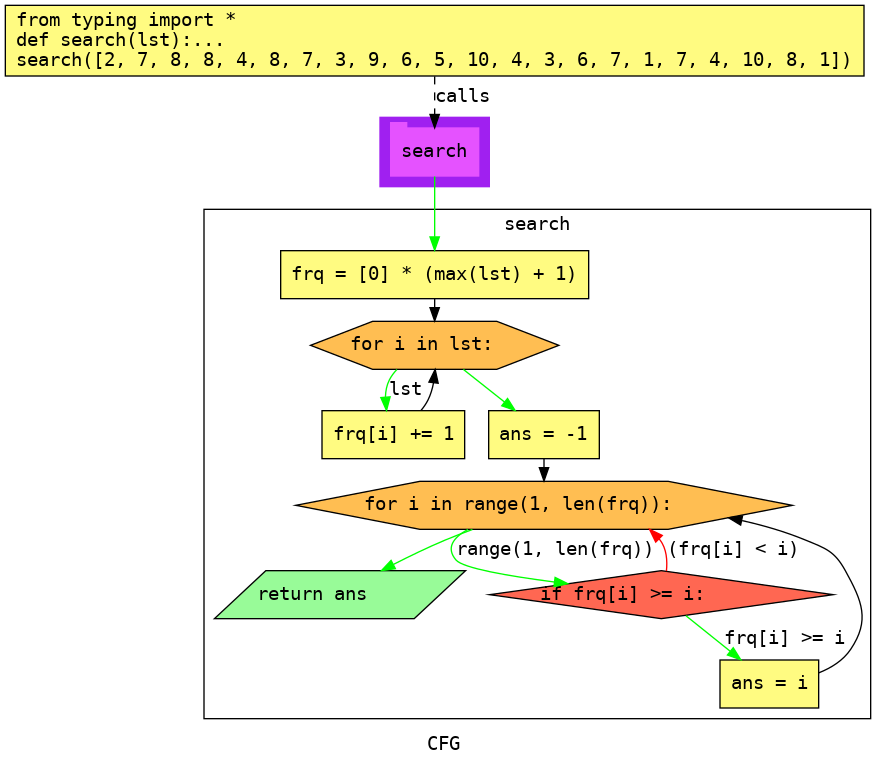 from typing import *
def search(lst):...
search([2, 7, 8, 8, 4, 8, 7, 3, 9, 6, 5, 10, 4, 3, 6, 7, 1, 7, 4, 10, 8, 1])
calls
search
search
frq = [0] * (max(lst) + 1)
for i in lst:
lst
frq[i] += 1
ans = -1
for i in range(1, len(frq)):
range(1, len(frq))
(frq[i] < i)
return ans
if frq[i] >= i:
frq[i] >= i
ans = i
CFG